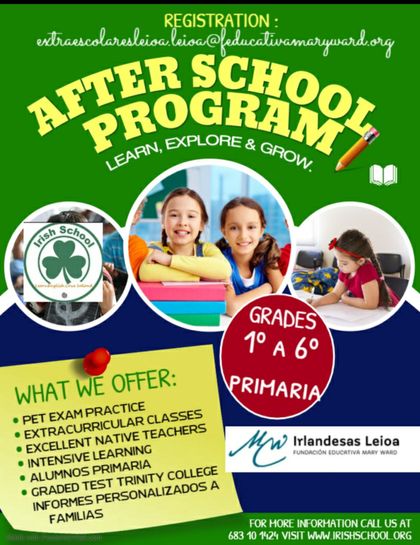 REGISTRATION :
extraescolaresleioa.leioa@feducativamaryward.org
AFTER SCHOOL
PROGRAM
LEARN, EXPLORE & GROW.
Irish School
GRADES
1º A 6º
PRIMARIA
WHAT WE OFFER:
• PET EXAM PRACTICE
• EXTRACURRICULAR CLASSES
• EXCELLENT NATIVE TEACHERS
• INTENSIVE LEARNING
• ALUMNOS PRIMARIA
• GRADED TEST TRINITY COLLEGE
INFORMES PERSONALIZADOS A
FAMILIAS
Irlandesas Leioa
FUNDACIÓN EDUCATIVA MARY WARD
FOR MORE INFORMATION CALL US AT
683 10 1424 VISIT WWW.IRISHSCHOOL.ORG